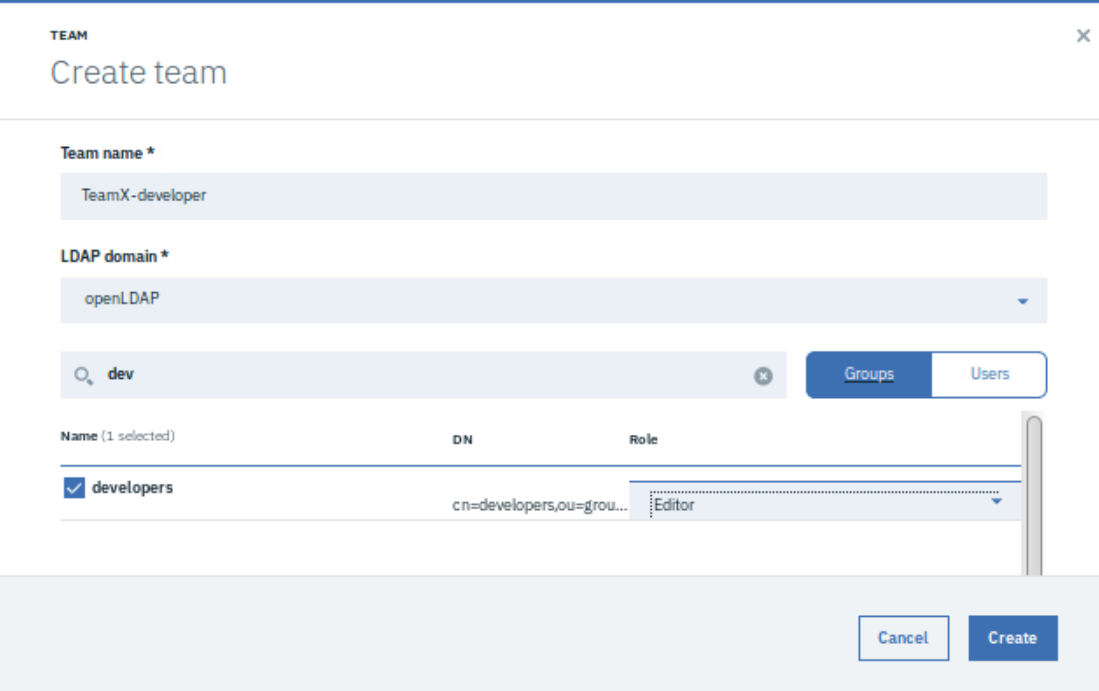 TEAM
Create team
Team name *
TeamX-developer
LDAP domain *
openLDAP
dev
Groups
Users
Name (1 selected)
DN
Role
developers
cn=developers,ou=grou...
Editor
Cancel
Create